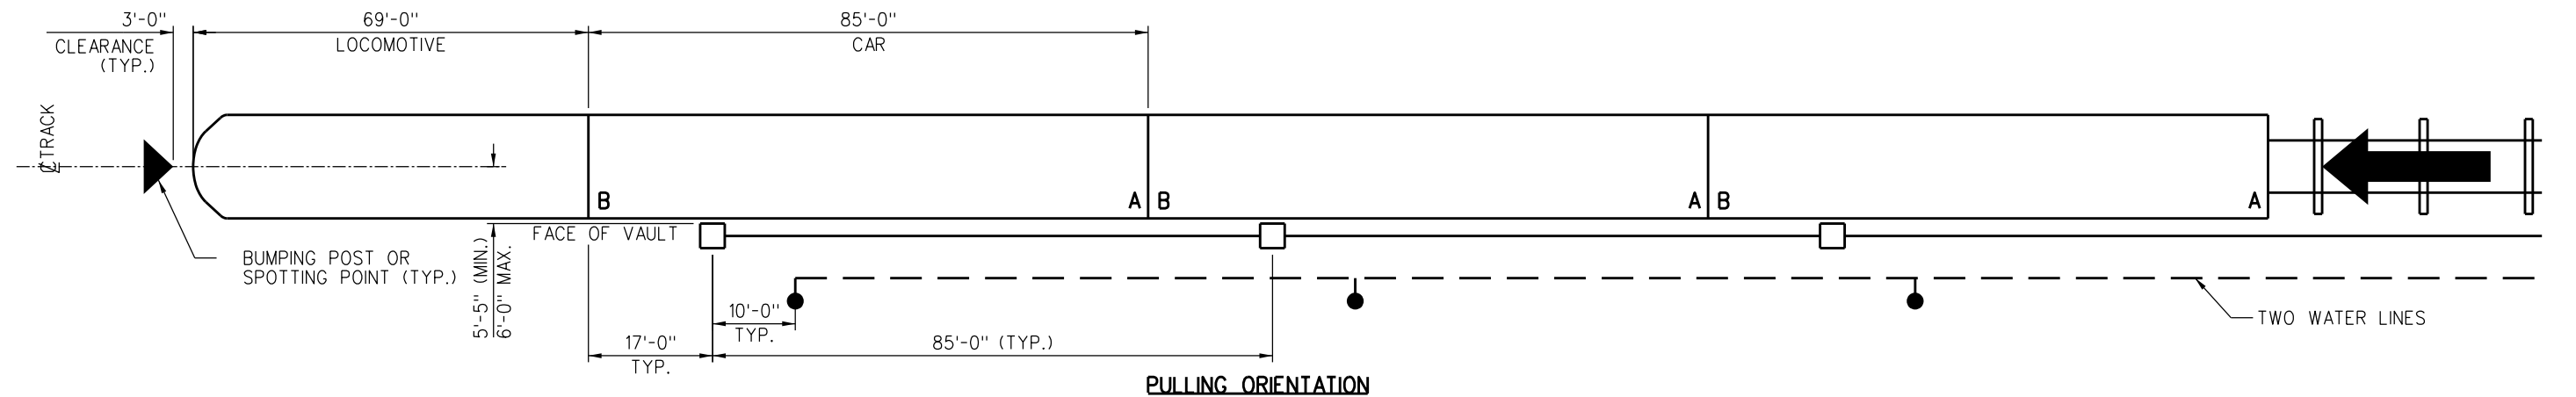 3'-0"
CLEARANCE
(TYP.)
69'-0"
LOCOMOTIVE
85'-0"
CAR
℄ TRACK
B
A
B
A
B
A
FACE OF VAULT
BUMPING POST OR
SPOTTING POINT (TYP.)
5'-5" (MIN.)
6'-0" MAX.
10'-0"
TYP.
17'-0"
TYP.
85'-0" (TYP.)
TWO WATER LINES
PULLING ORIENTATION